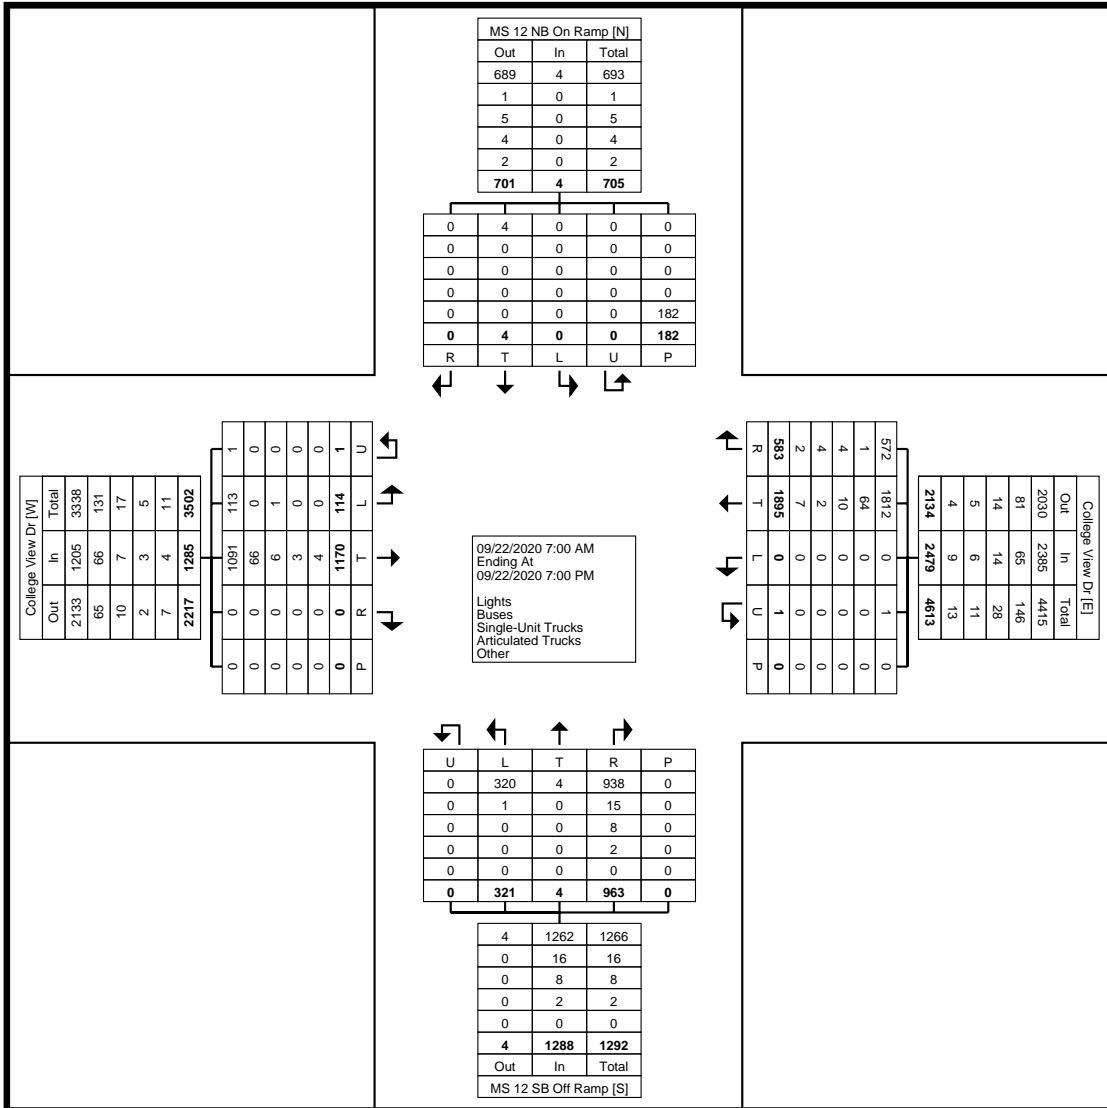 MS 12 NB On Ramp [N]
Out In Total
689 4 693
1 0 1
5 0 5
4 0 4
2 0 2
701 4 705
0 4 0 0 0
0 0 0 0 0
0 0 0 0 0
0 0 0 0 0
0 0 0 0 182
0 4 0 0 182
R T L U P
College View Dr [W]
Total In Out
3338 1205 2133
131 66 65
17 7 10
5 3 2
11 4 7
3502 1285 2217
1 113 1091 0 0
0 0 66 0 0
0 1 6 0 0
0 0 3 0 0
0 0 4 0 0
1 114 1170 0 0
U L T R P
09/22/2020 7:00 AM
Ending At
09/22/2020 7:00 PM
Lights
Buses
Single-Unit Trucks
Articulated Trucks
Other
College View Dr [E]
Out In Total
2030 2385 4415
81 65 146
14 14 28
5 6 11
4 9 13
2134 2479 4613
572 1812 0 1 0
1 64 0 0 0
4 10 0 0 0
4 2 0 0 0
2 7 0 0 0
583 1895 0 1 0
R T L U P
U L T R P
0 320 4 938 0
0 1 0 15 0
0 0 0 8 0
0 0 0 2 0
0 0 0 0 0
0 321 4 963 0
4 1262 1266
0 16 16
0 8 8
0 2 2
0 0 0
4 1288 1292
Out In Total
MS 12 SB Off Ramp [S]